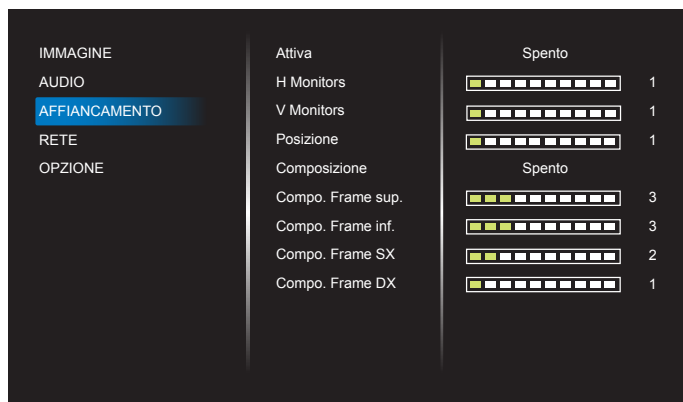 IMMAGINE
AUDIO
AFFIANCAMENTO
RETE
OPZIONE
Attiva Spento
H Monitors 1
V Monitors 1
Posizione 1
Composizione Spento
Compo. Frame sup. 3
Compo. Frame inf. 3
Compo. Frame SX 2
Compo. Frame DX 1